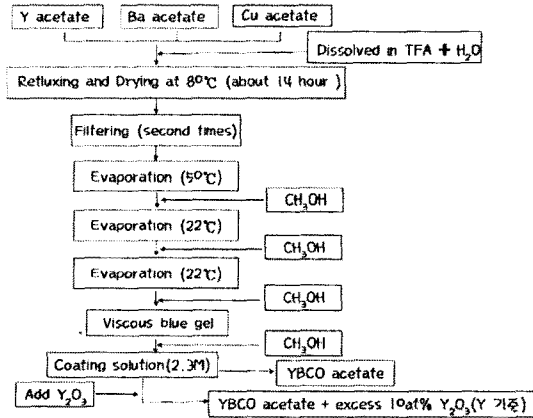 Y acetate
Ba acetate
Cu acetate
Dissolved in TFA + H₂O
Refluxing and Drying at 80℃ (about 14 hour)
Filtering (second times)
Evaporation (50℃)
CH₃OH
Evaporation (22℃)
CH₃OH
Evaporation (22℃)
CH₃OH
Viscous blue gel
CH₃OH
Coating solution(2.3M)
YBCO acetate
Add Y₂O₃
YBCO acetate + excess 10at% Y₂O₃(Y 기준)